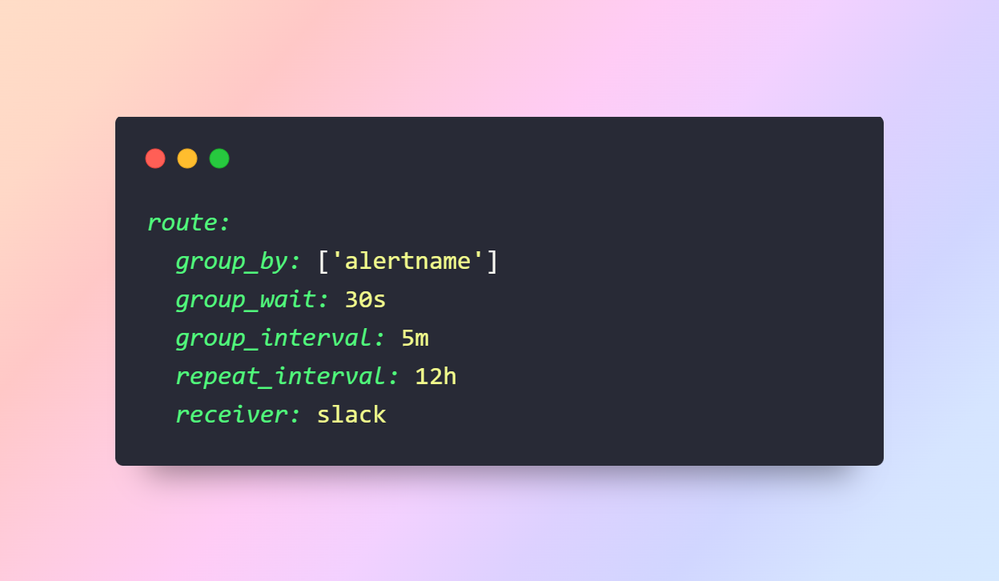 route:
  group_by: ['alertname']
  group_wait: 30s
  group_interval: 5m
  repeat_interval: 12h
  receiver: slack